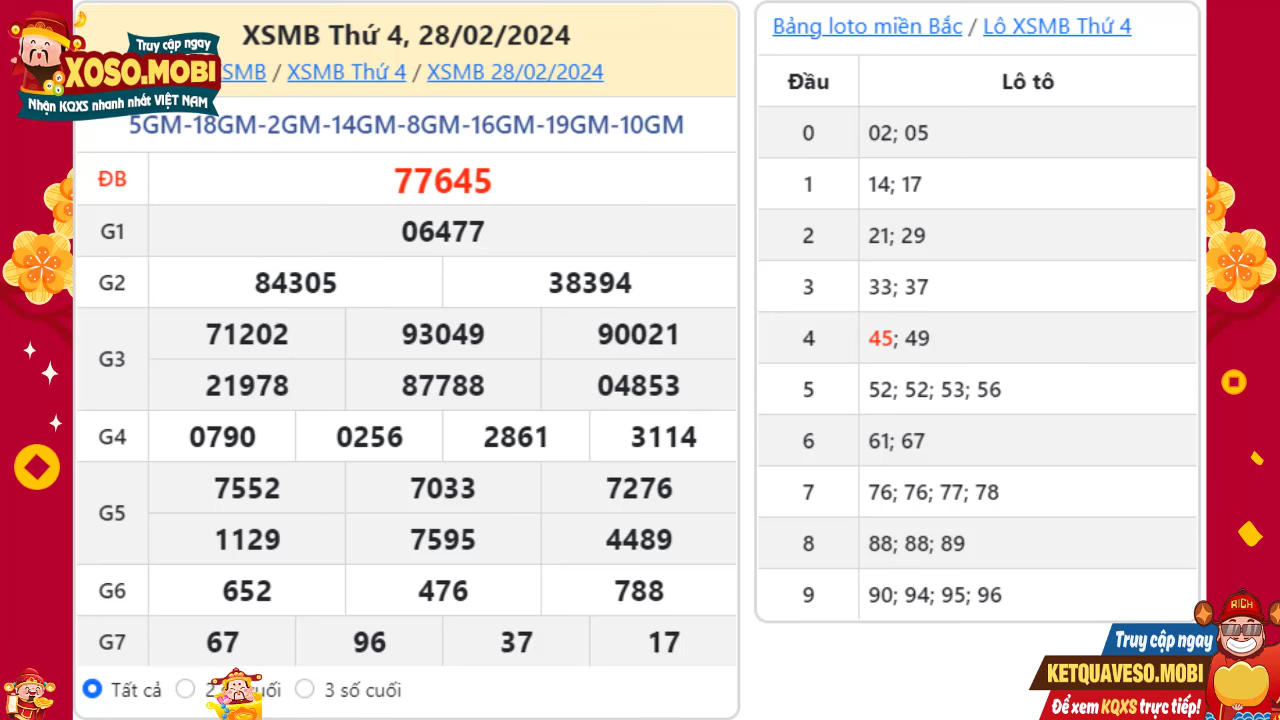 Truy cập ngay
XOSO.MOBI
Nhận KQXS nhanh nhất VIỆT NAM
XSMB Thứ 4, 28/02/2024
SMB / XSMB Thứ 4 / XSMB 28/02/2024
5GM-18GM-2GM-14GM-8GM-16GM-19GM-10GM
ĐB 77645
G1 06477
G2 84305 38394
G3 71202 93049 90021
21978 87788 04853
G4 0790 0256 2861 3114
G5 7552 7033 7276
1129 7595 4489
G6 652 476 788
G7 67 96 37 17
Tất cả 2 3 số cuối
Bảng loto miền Bắc / Lô XSMB Thứ 4
Đầu Lô tô
0 02; 05
1 14; 17
2 21; 29
3 33; 37
4 45; 49
5 52; 52; 53; 56
6 61; 67
7 76; 76; 77; 78
8 88; 88; 89
9 90; 94; 95; 96
RICH
Truy cập ngay
KETQUAVESO.MOBI
Để xem KQXS trực tiếp!